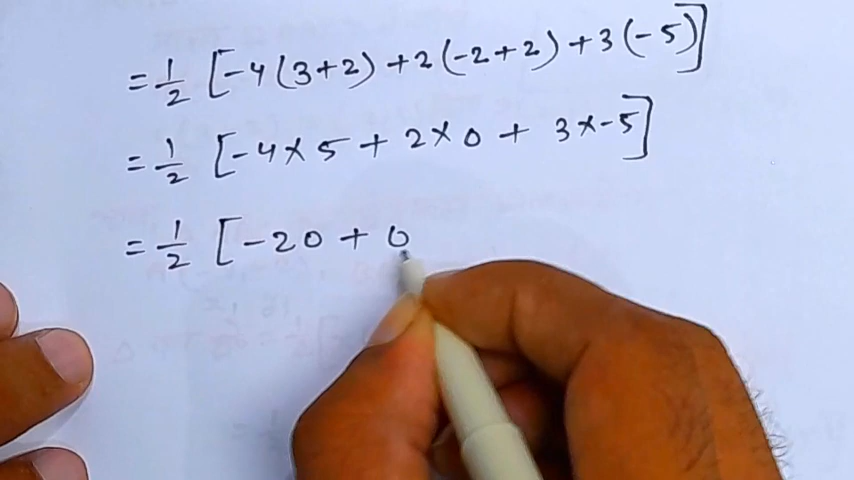 = 1/2 [-4(3+2) +2(-2+2) +3(-5)]
= 1/2 [-4×5 + 2×0 + 3×-5]
= 1/2 [-20 + 0